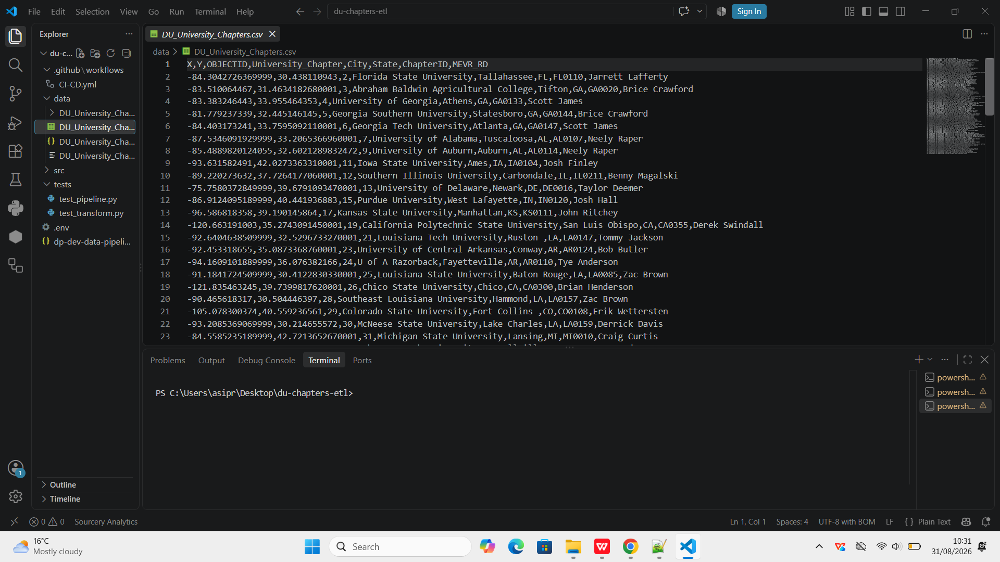 File Edit Selection View Go Run Terminal Help
du-chapters-etl
Sign In
Explorer
du-c...
.github\workflows
CI-CD.yml
data
DU_University_Cha...
DU_University_Cha...
DU_University_Cha...
DU_University_Cha...
src
tests
test_pipeline.py
test_transform.py
.env
dp-dev-data-pipeli...
Outline
Timeline
DU_University_Chapters.csv
data > DU_University_Chapters.csv
1 X,Y,OBJECTID,University_Chapter,City,State,ChapterID,MEVR_RD
2 -84.3042726369999,30.438110943,2,Florida State University,Tallahassee,FL,FL0110,Jarrett Lafferty
3 -83.510064467,31.4634182680001,3,Abraham Baldwin Agricultural College,Tifton,GA,GA0020,Brice Crawford
4 -83.383246443,33.955464353,4,University of Georgia,Athens,GA,GA0133,Scott James
5 -81.779237339,32.445146145,5,Georgia Southern University,Statesboro,GA,GA0144,Brice Crawford
6 -84.403173241,33.7595092110001,6,Georgia Tech University,Atlanta,GA,GA0147,Scott James
7 -87.5346091929999,33.2065366960001,7,University of Alabama,Tuscaloosa,AL,AL0107,Neely Raper
8 -85.4889820124055,32.6021289832472,9,University of Auburn,Auburn,AL,AL0114,Neely Raper
9 -93.631582491,42.0273363310001,11,Iowa State University,Ames,IA,IA0104,Josh Finley
10 -89.220273632,37.7264177060001,12,Southern Illinois University,Carbondale,IL,IL0211,Benny Magalski
11 -75.7580372849999,39.6791093470001,13,University of Delaware,Newark,DE,DE0016,Taylor Deemer
12 -86.9124095189999,40.441936883,15,Purdue University,West Lafayette,IN,IN0120,Josh Hall
13 -96.586818358,39.190145864,17,Kansas State University,Manhattan,KS,KS0111,John Ritchey
14 -120.663191003,35.2743091450001,19,California Polytechnic State University,San Luis Obispo,CA,CA0355,Derek Swindall
15 -92.6404638509999,32.5296733270001,21,Louisiana Tech University,Ruston ,LA,LA0147,Tommy Jackson
16 -92.453318655,35.0873368760001,23,University of Central Arkansas,Conway,AR,AR0124,Bob Butler
17 -94.1609101889999,36.076382166,24,U of A Razorback,Fayetteville,AR,AR0110,Tye Anderson
18 -91.1841724509999,30.4122830330001,25,Louisiana State University,Baton Rouge,LA,LA0085,Zac Brown
19 -121.835463245,39.7399817620001,26,Chico State University,Chico,CA,CA0300,Brian Henderson
20 -90.465618317,30.504446397,28,Southeast Louisiana University,Hammond,LA,LA0157,Zac Brown
21 -105.078300374,40.559236561,29,Colorado State University,Fort Collins ,CO,CO0108,Erik Wettersten
22 -93.2085369069999,30.214655572,30,McNeese State University,Lake Charles,LA,LA0159,Derrick Davis
23 -84.5585235189999,42.7213652670001,31,Michigan State University,Lansing,MI,MI0010,Craig Curtis
Problems Output Debug Console Terminal Ports
PS C:\Users\asipr\Desktop\du-chapters-etl>
powersh...
powersh...
powersh...
1
0 0 Sourcery Analytics
Ln 1, Col 1 Spaces: 4 UTF-8 with BOM LF {} Plain Text
16°C
Mostly cloudy
Search
10:31
31/08/2026